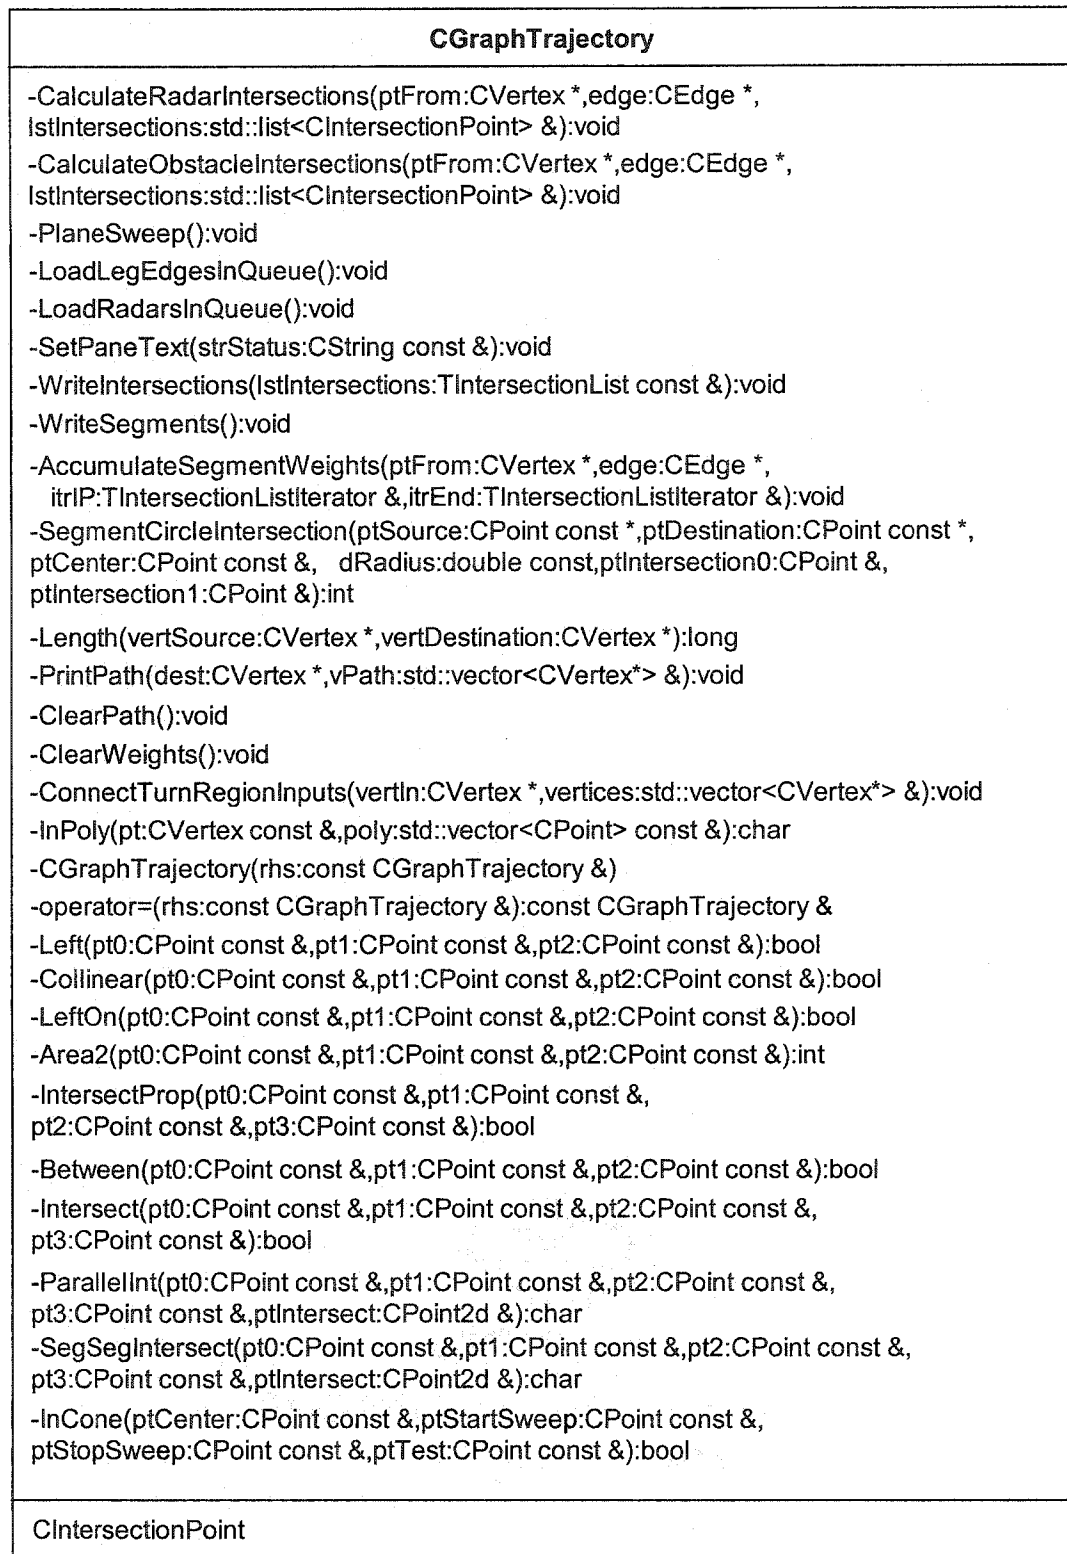 CGraphTrajectory
-CalculateRadarIntersections(ptFrom:CVertex *,edge:CEdge *,
lstIntersections:std::list<CIntersectionPoint> &):void
-CalculateObstacleIntersections(ptFrom:CVertex *,edge:CEdge *,
lstIntersections:std::list<CIntersectionPoint> &):void
-PlaneSweep():void
-LoadLegEdgesInQueue():void
-LoadRadarsInQueue():void
-SetPaneText(strStatus:CString const &):void
-WriteIntersections(lstIntersections:TIntersectionList const &):void
-WriteSegments():void
-AccumulateSegmentWeights(ptFrom:CVertex *,edge:CEdge *,
itrIP:TIntersectionListIterator &,itrEnd:TIntersectionListIterator &):void
-SegmentCircleIntersection(ptSource:CPoint const *,ptDestination:CPoint const *,
ptCenter:CPoint const &, dRadius:double const,ptIntersection0:CPoint &,
ptIntersection1:CPoint &):int
-Length(vertSource:CVertex *,vertDestination:CVertex *):long
-PrintPath(dest:CVertex *,vPath:std::vector<CVertex*> &):void
-ClearPath():void
-ClearWeights():void
-ConnectTurnRegionInputs(vertIn:CVertex *,vertices:std::vector<CVertex*> &):void
-InPoly(pt:CVertex const &,poly:std::vector<CPoint> const &):char
-CGraphTrajectory(rhs:const CGraphTrajectory &)
-operator=(rhs:const CGraphTrajectory &):const CGraphTrajectory &
-Left(pt0:CPoint const &,pt1:CPoint const &,pt2:CPoint const &):bool
-Collinear(pt0:CPoint const &,pt1:CPoint const &,pt2:CPoint const &):bool
-LeftOn(pt0:CPoint const &,pt1:CPoint const &,pt2:CPoint const &):bool
-Area2(pt0:CPoint const &,pt1:CPoint const &,pt2:CPoint const &):int
-IntersectProp(pt0:CPoint const &,pt1:CPoint const &,
pt2:CPoint const &,pt3:CPoint const &):bool
-Between(pt0:CPoint const &,pt1:CPoint const &,pt2:CPoint const &):bool
-Intersect(pt0:CPoint const &,pt1:CPoint const &,pt2:CPoint const &,
pt3:CPoint const &):bool
-ParallelInt(pt0:CPoint const &,pt1:CPoint const &,pt2:CPoint const &,
pt3:CPoint const &,ptIntersect:CPoint2d &):char
-SegSegIntersect(pt0:CPoint const &,pt1:CPoint const &,pt2:CPoint const &,
pt3:CPoint const &,ptIntersect:CPoint2d &):char
-InCone(ptCenter:CPoint const &,ptStartSweep:CPoint const &,
ptStopSweep:CPoint const &,ptTest:CPoint const &):bool
CIntersectionPoint